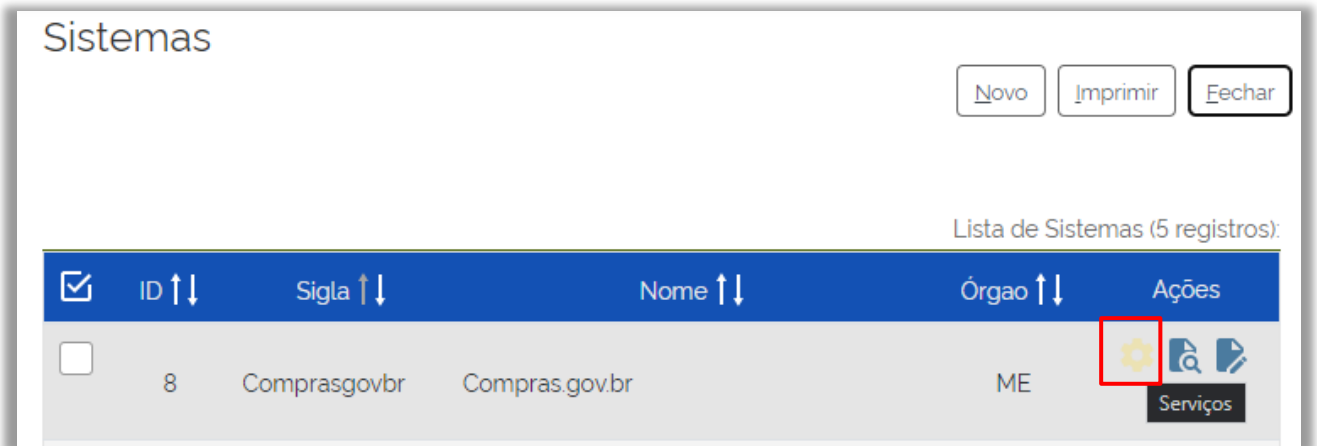 Sistemas
Novo Imprimir Fechar
Lista de Sistemas (5 registros):
ID Sigla Nome Órgao Ações
8 Comprasgovbr Compras.gov.br ME
Serviços